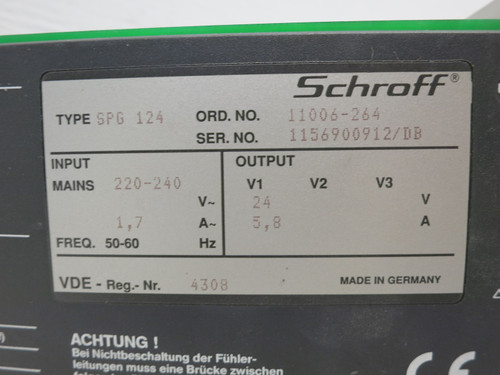 Schroff®
TYPE SPG 124 ORD. NO. 11006-264
SER. NO. 1156900912/DB
INPUT OUTPUT
MAINS 220-240 V1 V2 V3
V~ 24 V
1,7 A~ 5,8 A
FREQ. 50-60 Hz
VDE - Reg.- Nr. 4308 MADE IN GERMANY
ACHTUNG !
Bei Nichtbeschaltung der Fühler-
leitungen muss eine Brücke zwischen
CE